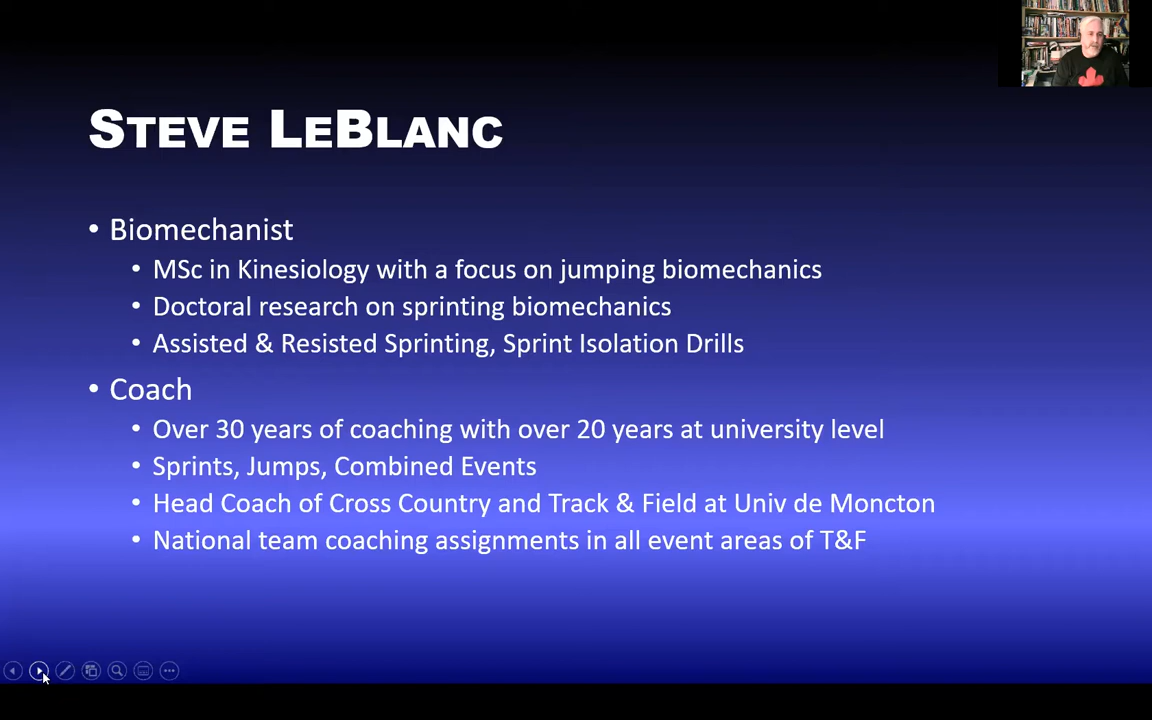 STEVE LEBLANC
• Biomechanist
• MSc in Kinesiology with a focus on jumping biomechanics
• Doctoral research on sprinting biomechanics
• Assisted & Resisted Sprinting, Sprint Isolation Drills
• Coach
• Over 30 years of coaching with over 20 years at university level
• Sprints, Jumps, Combined Events
• Head Coach of Cross Country and Track & Field at Univ de Moncton
• National team coaching assignments in all event areas of T&F